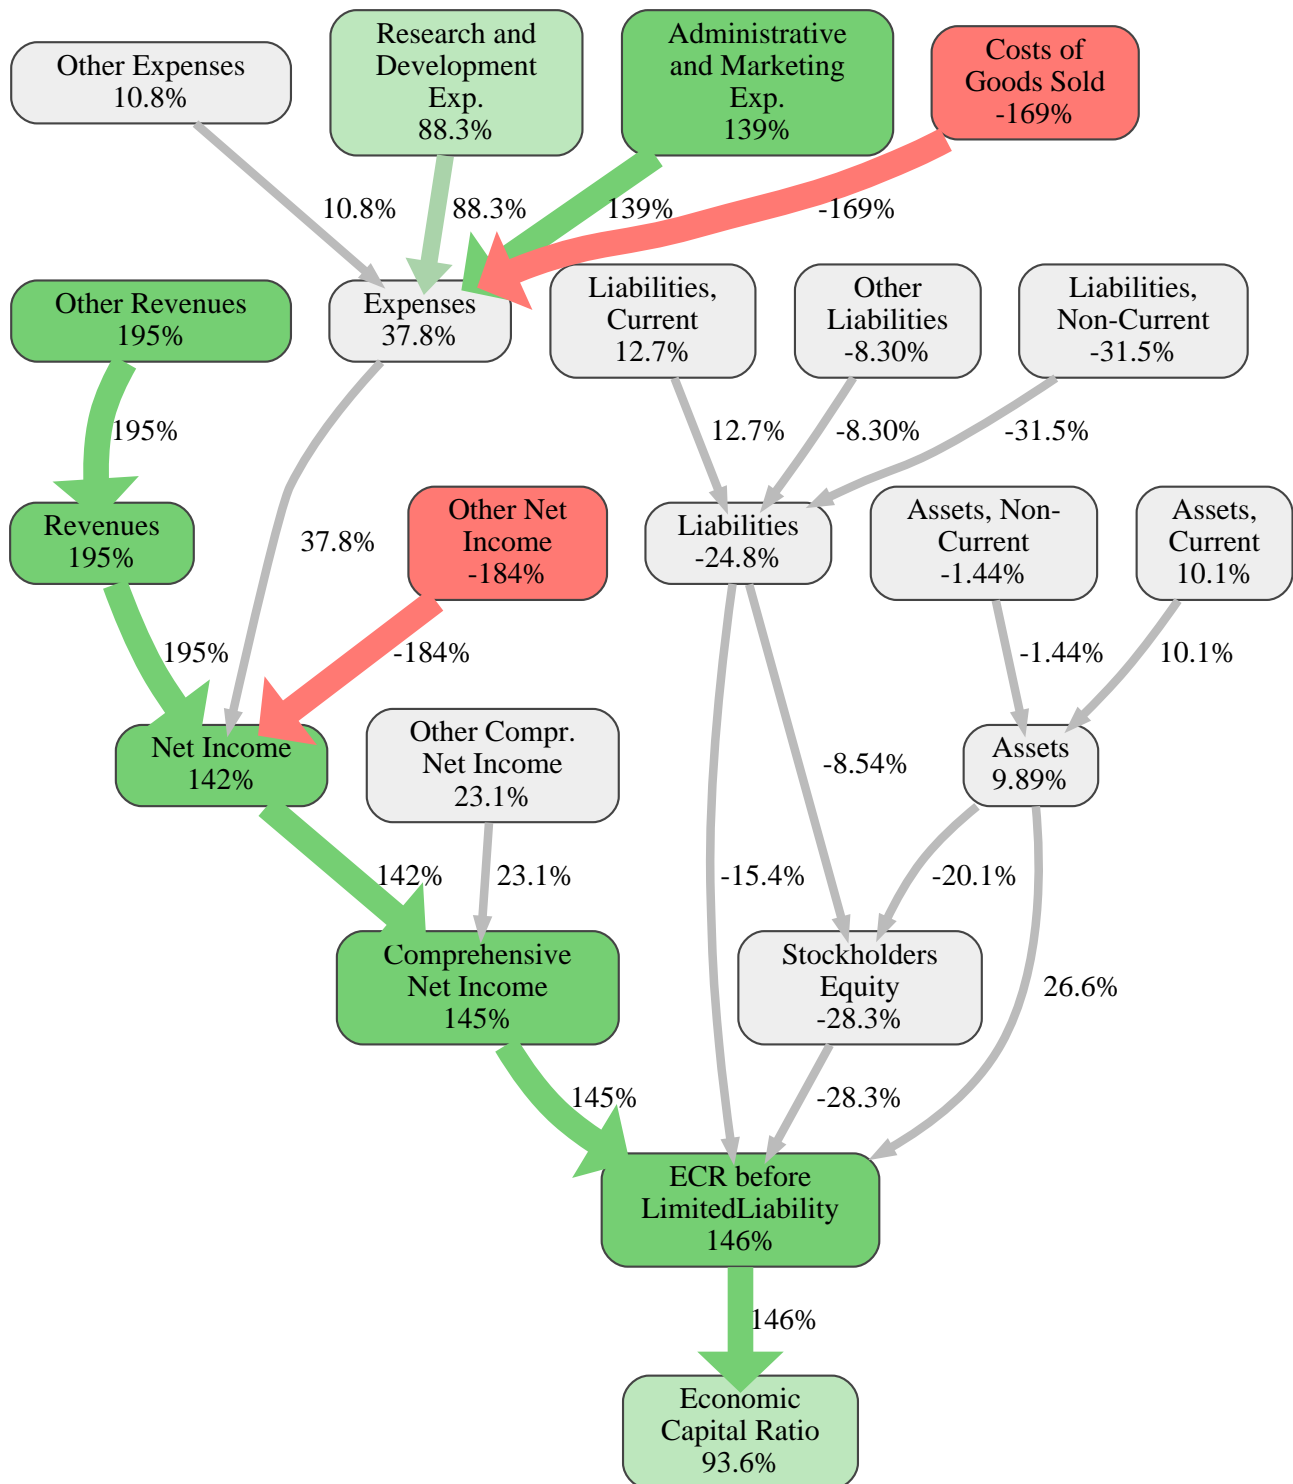 Other Expenses
10.8%
Research and
Development
Exp.
88.3%
Administrative
and Marketing
Exp.
139%
Costs of
Goods Sold
-169%
10.8%
88.3%
139%
-169%
Other Revenues
195%
Expenses
37.8%
Liabilities,
Current
12.7%
Other
Liabilities
-8.30%
Liabilities,
Non-Current
-31.5%
195%
12.7%
-8.30%
-31.5%
Revenues
195%
37.8%
Other Net
Income
-184%
Liabilities
-24.8%
Assets, Non-
Current
-1.44%
Assets,
Current
10.1%
195%
-184%
-1.44%
10.1%
Net Income
142%
Other Compr.
Net Income
23.1%
-8.54%
Assets
9.89%
142%
23.1%
-15.4%
-20.1%
Comprehensive
Net Income
145%
Stockholders
Equity
-28.3%
26.6%
145%
-28.3%
ECR before
LimitedLiability
146%
146%
Economic
Capital Ratio
93.6%